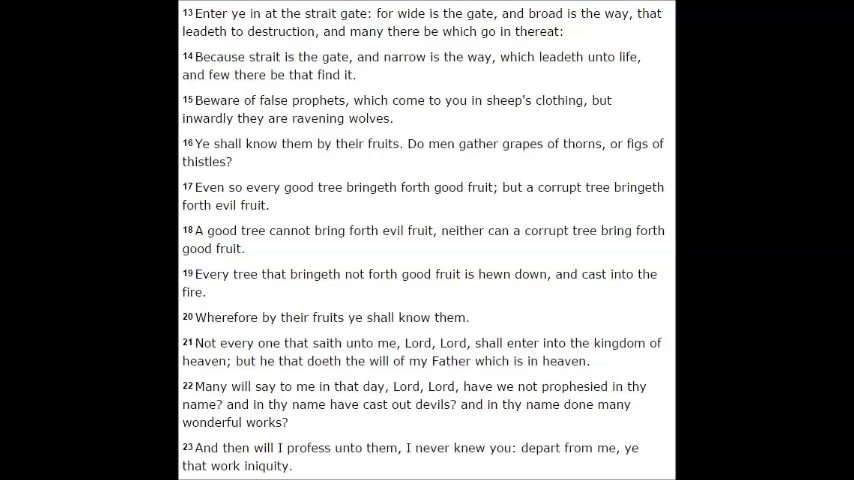 13 Enter ye in at the strait gate: for wide is the gate, and broad is the way, that
leadeth to destruction, and many there be which go in thereat:
14 Because strait is the gate, and narrow is the way, which leadeth unto life,
and few there be that find it.
15 Beware of false prophets, which come to you in sheep's clothing, but
inwardly they are ravening wolves.
16 Ye shall know them by their fruits. Do men gather grapes of thorns, or figs of
thistles?
17 Even so every good tree bringeth forth good fruit; but a corrupt tree bringeth
forth evil fruit.
18 A good tree cannot bring forth evil fruit, neither can a corrupt tree bring forth
good fruit.
19 Every tree that bringeth not forth good fruit is hewn down, and cast into the
fire.
20 Wherefore by their fruits ye shall know them.
21 Not every one that saith unto me, Lord, Lord, shall enter into the kingdom of
heaven; but he that doeth the will of my Father which is in heaven.
22 Many will say to me in that day, Lord, Lord, have we not prophesied in thy
name? and in thy name have cast out devils? and in thy name done many
wonderful works?
23 And then will I profess unto them, I never knew you: depart from me, ye
that work iniquity.